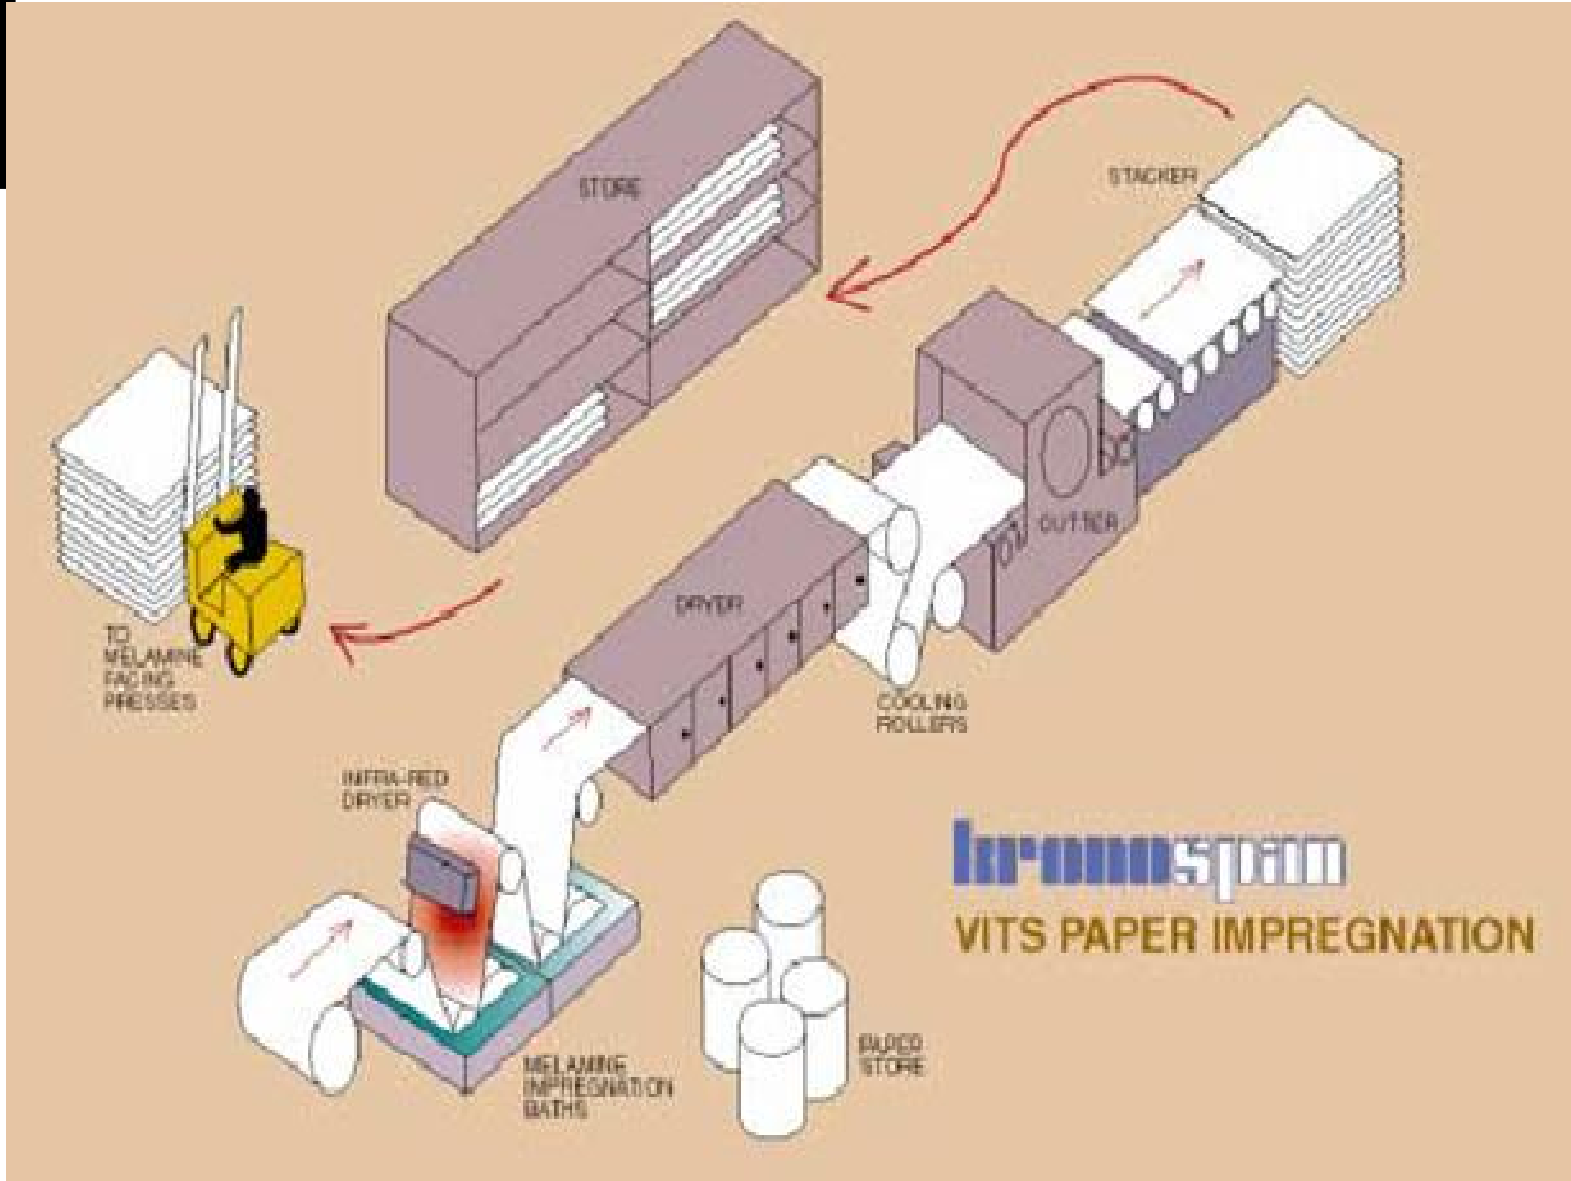 STORE
STACKER
CUTTER
DRYER
TO
MELAMINE
FACING
PRESSES
COOLING
ROLLERS
INFRA-RED
DRYER
kronospan
VITS PAPER IMPREGNATION
PAPER
STORE
MELAMINE
IMPREGNATION
BATHS